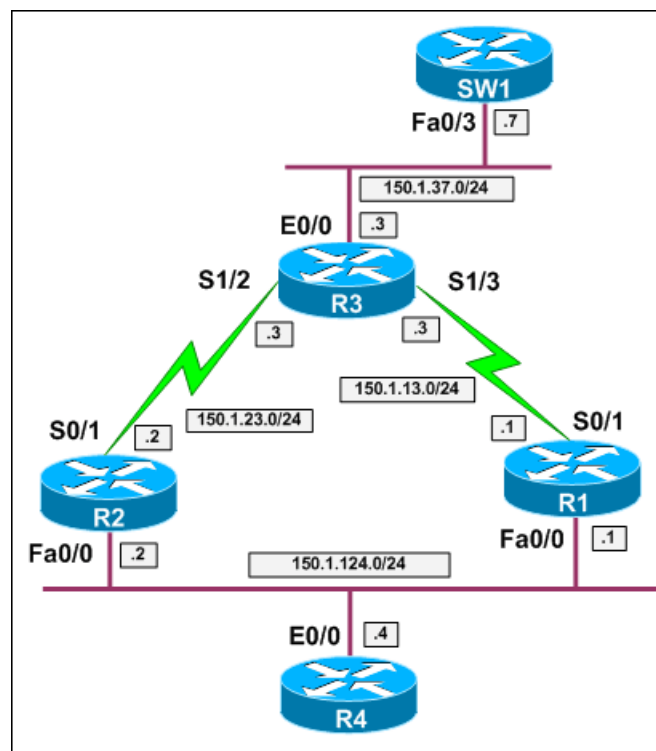 SW1
Fa0/3
.7
150.1.37.0/24
E0/0
.3
S1/2
S1/3
R3
.3
.3
150.1.13.0/24
150.1.23.0/24
S0/1
.2
.1
S0/1
R2
R1
Fa0/0
.2
Fa0/0
.1
150.1.124.0/24
E0/0
.4
R4